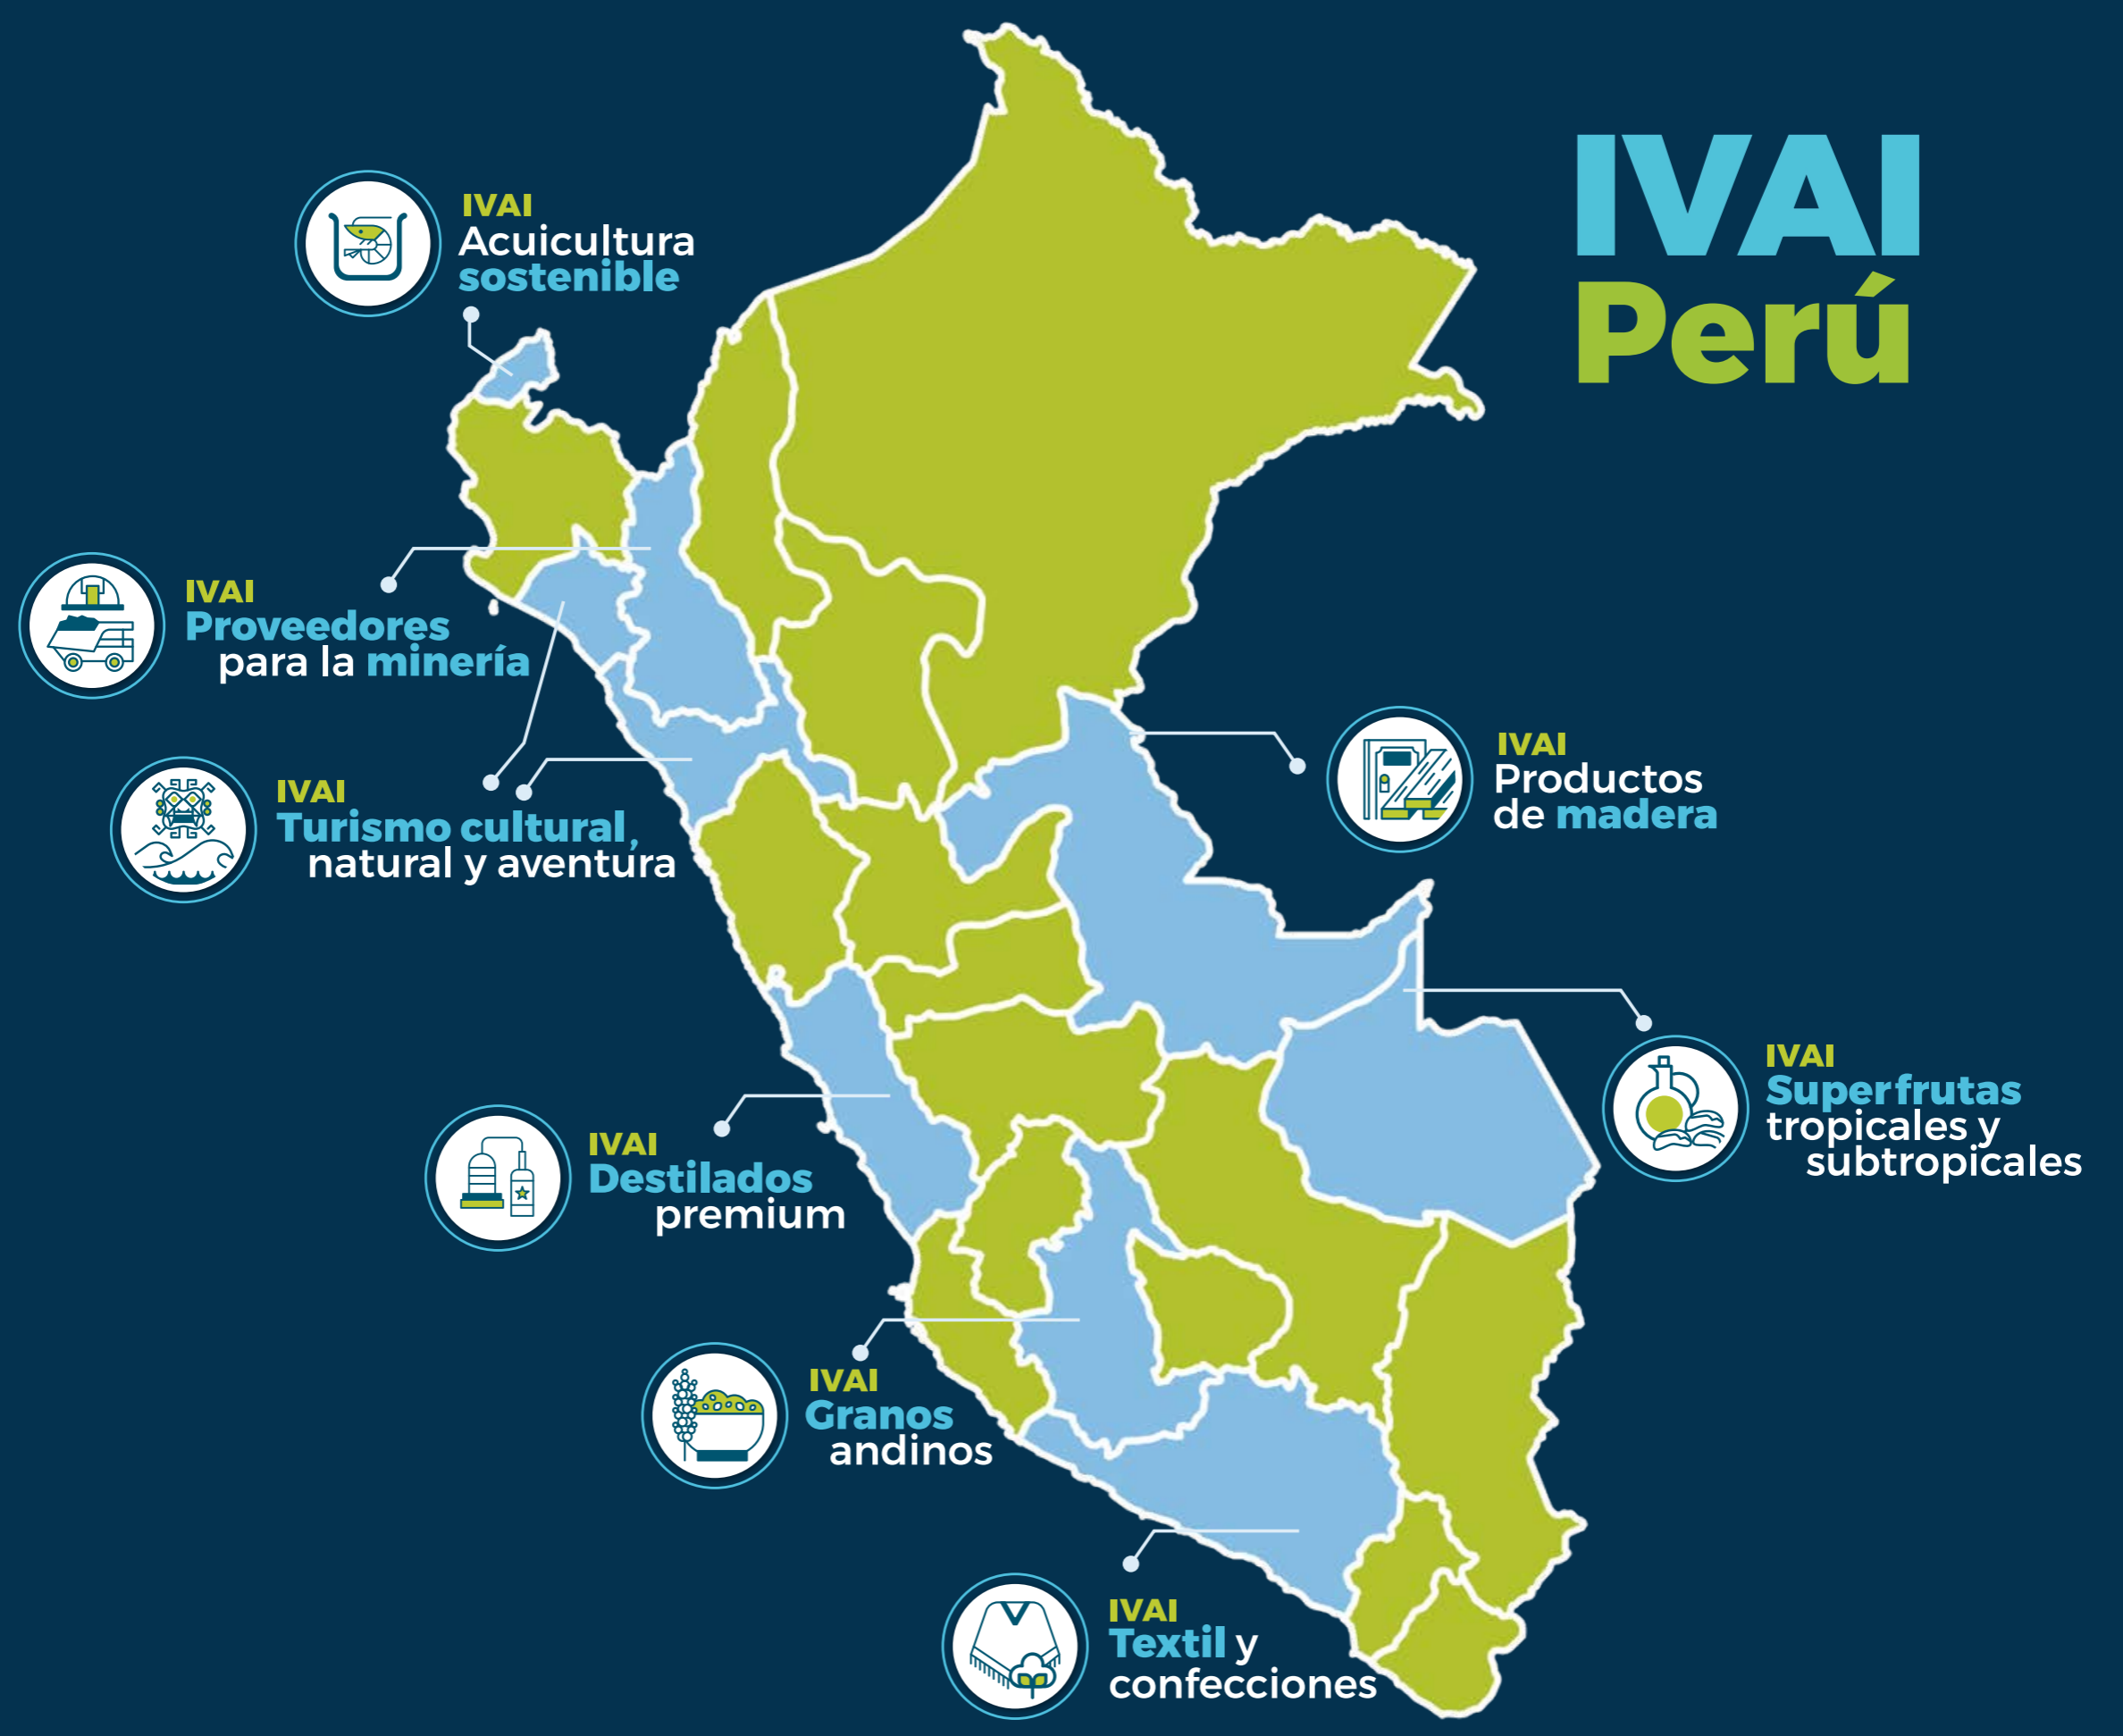 IVAI
Perú
IVAI
Acuicultura
sostenible
IVAI
Proveedores
para la minería
IVAI
Turismo cultural,
natural y aventura
IVAI
Productos
de madera
IVAI
Superfrutas
tropicales y
subtropicales
IVAI
Destilados
premium
IVAI
Granos
andinos
IVAI
Textil y
confecciones